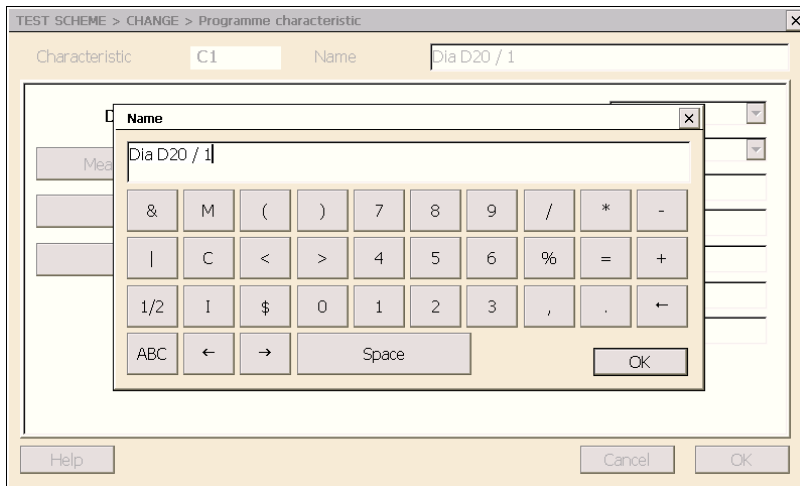 TEST SCHEME > CHANGE > Programme characteristic
Characteristic C1 Name Dia D20 / 1
Name
Dia D20 / 1
Mea
& M ( ) 7 8 9 / * -
| C < > 4 5 6 % = +
1/2 I $ 0 1 2 3 , . ←
ABC ← → Space OK
Help Cancel OK